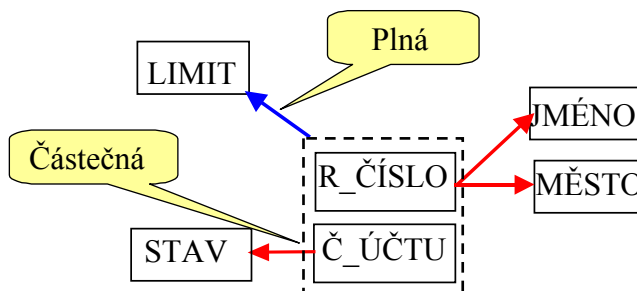 Plná
LIMIT
JMÉNO
Částečná
R_ČÍSLO
MĚSTO
STAV
Č_ÚČTU